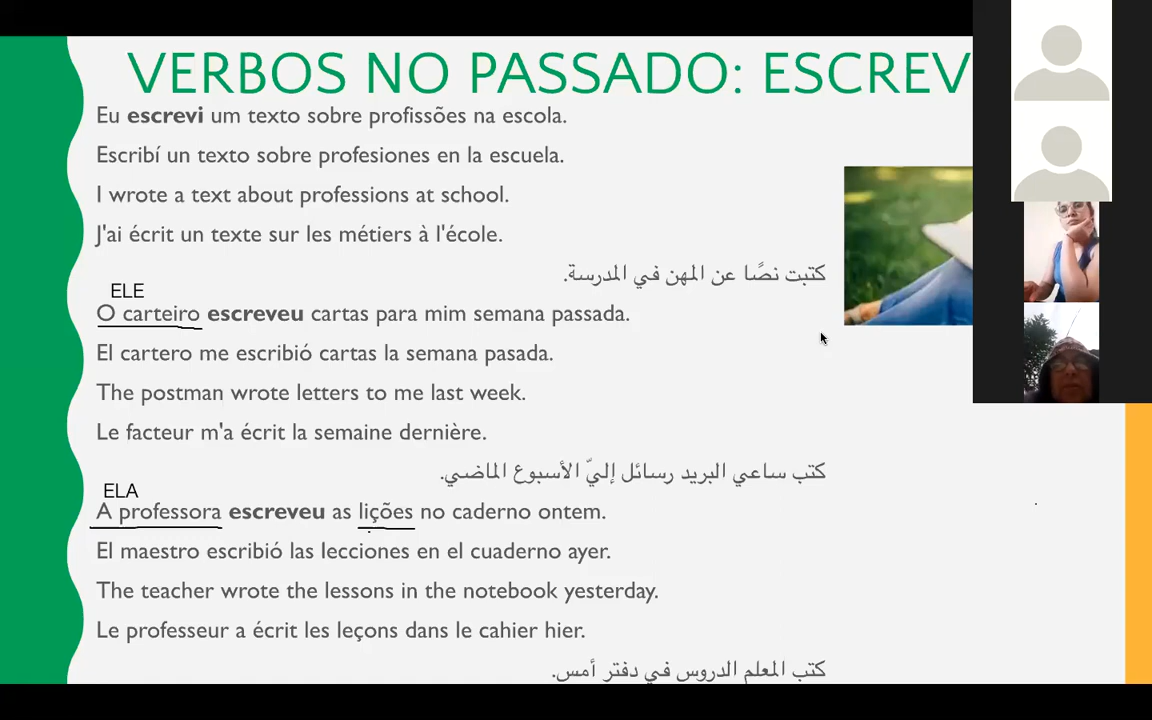 VERBOS NO PASSADO: ESCREV
Eu escrevi um texto sobre profissões na escola.
Escribí un texto sobre profesiones en la escuela.
I wrote a text about professions at school.
J'ai écrit un texte sur les métiers à l'école.
كتبت نصًا عن المهن في المدرسة.
ELE
O carteiro escreveu cartas para mim semana passada.
El cartero me escribió cartas la semana pasada.
The postman wrote letters to me last week.
Le facteur m'a écrit la semaine dernière.
كتب ساعي البريد رسائل إليّ الأسبوع الماضي.
ELA
A professora escreveu as lições no caderno ontem.
El maestro escribió las lecciones en el cuaderno ayer.
The teacher wrote the lessons in the notebook yesterday.
Le professeur a écrit les leçons dans le cahier hier.
كتب المعلم الدروس في دفتر أمس.